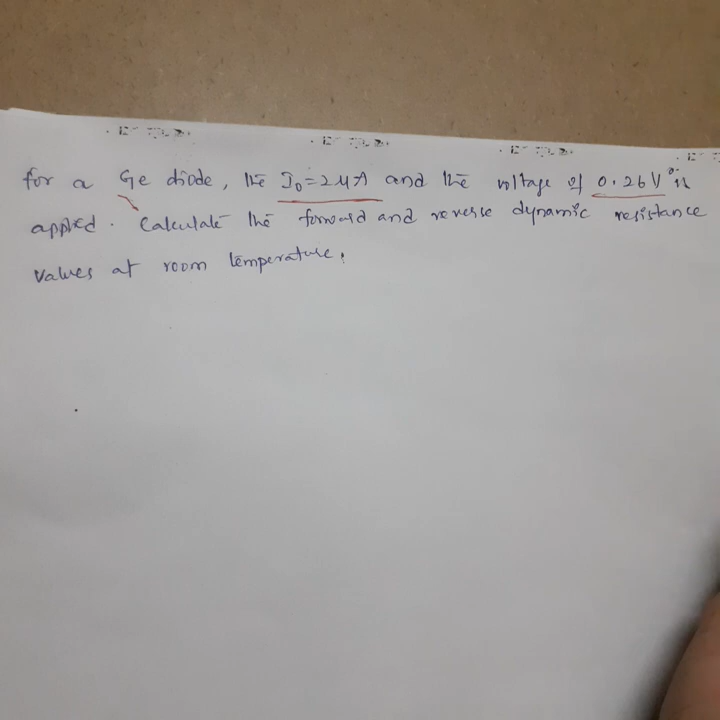 for a Ge diode, the I0=2μA and the voltage of 0.26V is
applied. Calculate the forward and reverse dynamic resistance
values at room temperature.